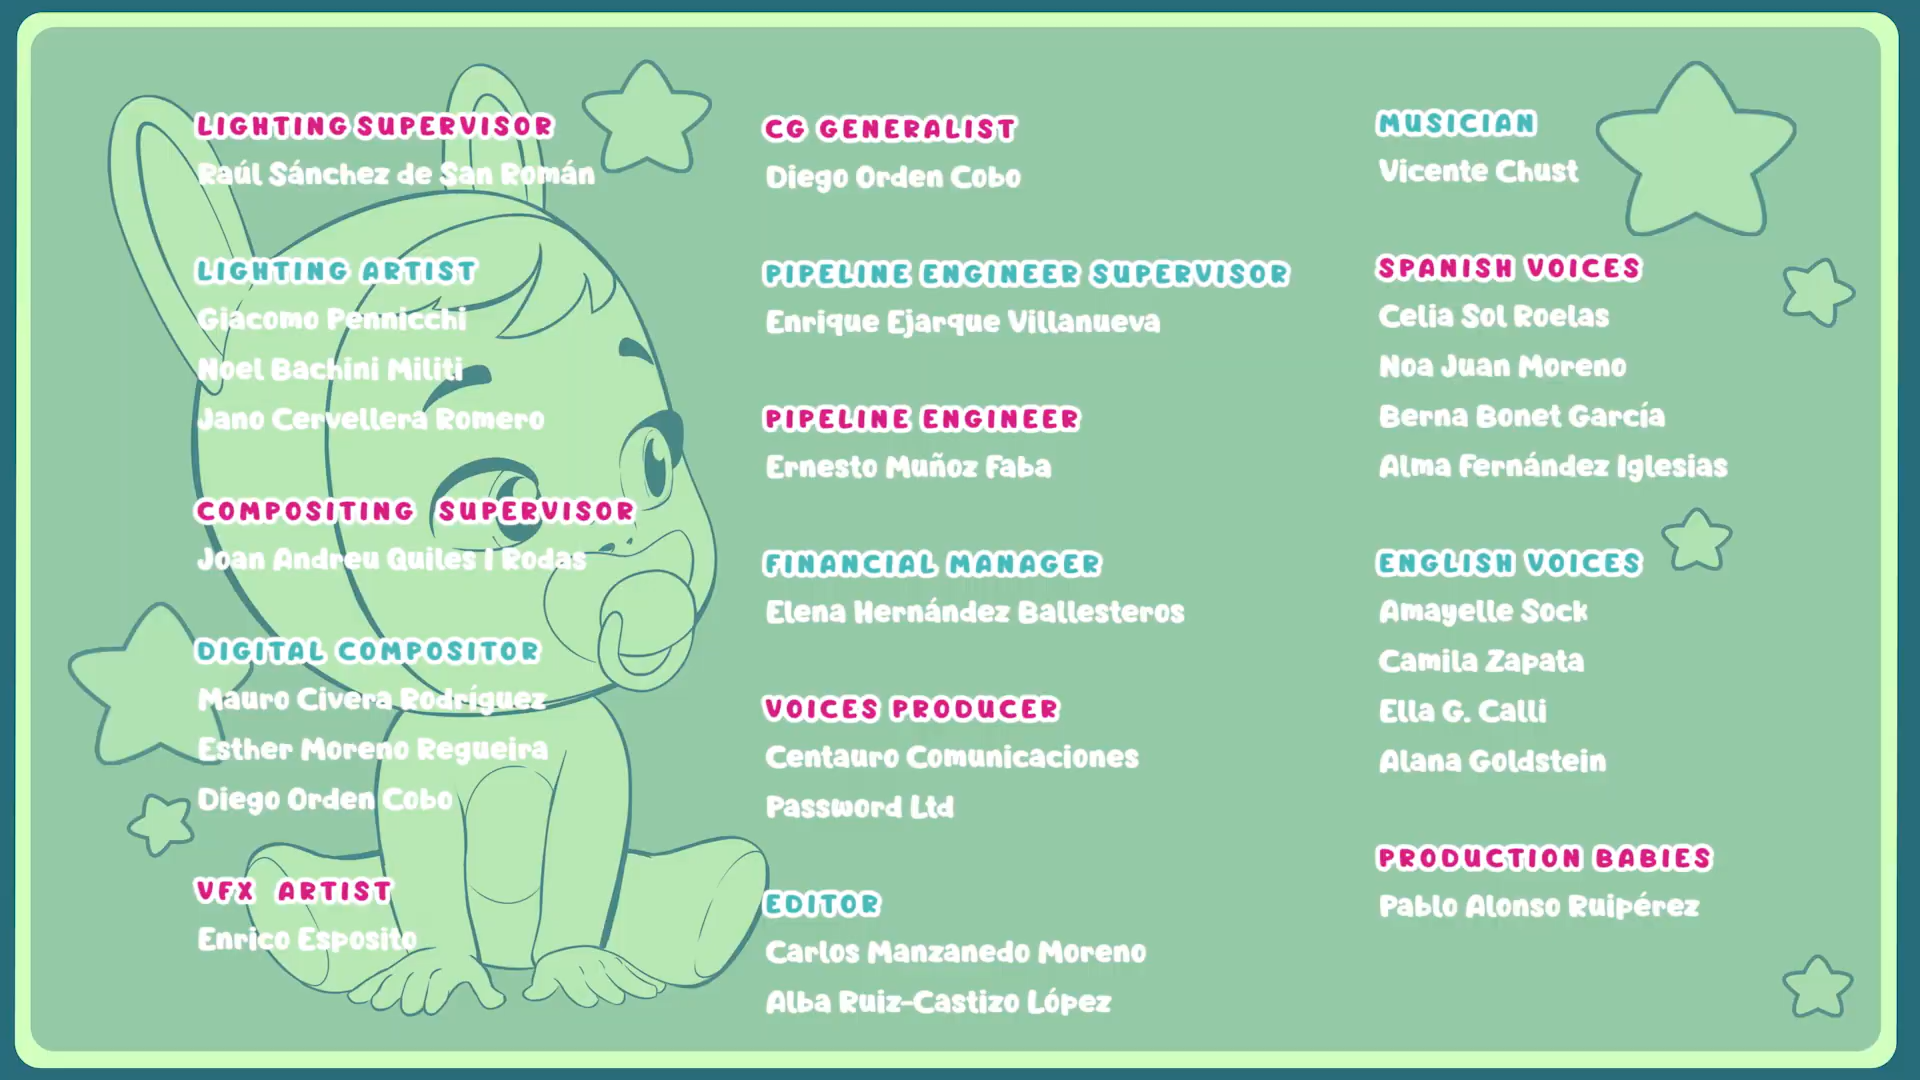 LIGHTING SUPERVISOR
Raúl Sánchez de San Román
LIGHTING ARTIST
Giacomo Pennicchi
Noel Bachini Militi
Jano Cervellera Romero
COMPOSITING SUPERVISOR
Joan Andreu Quiles I Rodas
DIGITAL COMPOSITOR
Mauro Civera Rodríguez
Esther Moreno Regueira
Diego Orden Cobo
VFX ARTIST
Enrico Esposito
CG GENERALIST
Diego Orden Cobo
PIPELINE ENGINEER SUPERVISOR
Enrique Ejarque Villanueva
PIPELINE ENGINEER
Ernesto Muñoz Faba
FINANCIAL MANAGER
Elena Hernández Ballesteros
VOICES PRODUCER
Centauro Comunicaciones
Password Ltd
EDITOR
Carlos Manzanedo Moreno
Alba Ruiz-Castizo López
MUSICIAN
Vicente Chust
SPANISH VOICES
Celia Sol Roelas
Noa Juan Moreno
Berna Bonet García
Alma Fernández Iglesias
ENGLISH VOICES
Amayelle Sock
Camila Zapata
Ella G. Calli
Alana Goldstein
PRODUCTION BABIES
Pablo Alonso Ruipérez